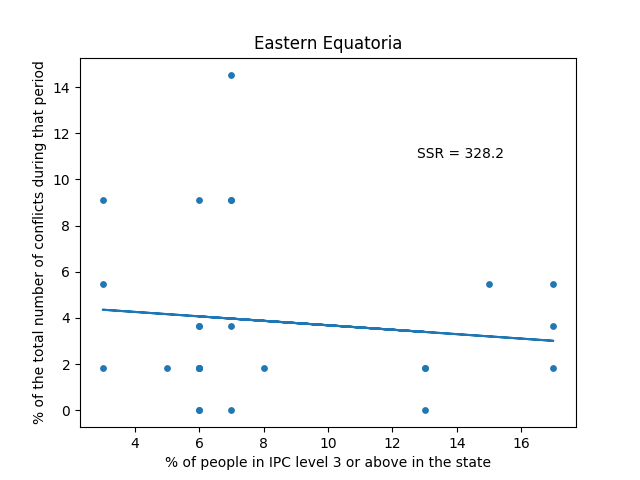 Eastern Equatoria
% of the total number of conflicts during that period
14
12
10
8
6
4
2
0
SSR = 328.2
4 6 8 10 12 14 16
% of people in IPC level 3 or above in the state